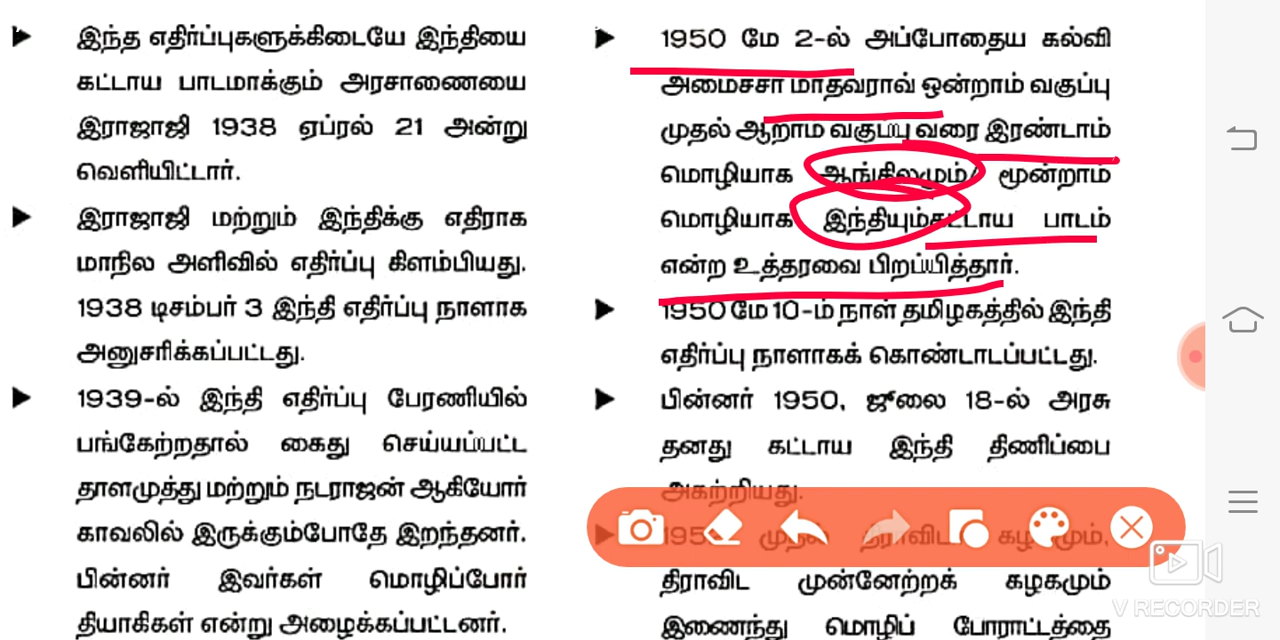 இந்த எதிர்ப்புகளுக்கிடையே இந்தியை
கட்டாய பாடமாக்கும் அரசாணையை
இராஜாஜி 1938 ஏப்ரல் 21 அன்று
வெளியிட்டார்.
இராஜாஜி மற்றும் இந்திக்கு எதிராக
மாநில அளவில் எதிர்ப்பு கிளம்பியது.
1938 டிசம்பர் 3 இந்தி எதிர்ப்பு நாளாக
அனுசரிக்கப்பட்டது.
1939-ல் இந்தி எதிர்ப்பு பேரணியில்
பங்கேற்றதால் கைது செய்யப்பட்ட
தாளமுத்து மற்றும் நடராஜன் ஆகியோர்
காவலில் இருக்கும்போதே இறந்தனர்.
பின்னர் இவர்கள் மொழிப்போர்
தியாகிகள் என்று அழைக்கப்பட்டனர்.
1950 மே 2-ல் அப்போதைய கல்வி
அமைச்சர் மாதவராவ் ஒன்றாம் வகுப்பு
முதல் ஆறாம் வகுப்பு வரை இரண்டாம்
மொழியாக ஆங்கிலமும் மூன்றாம்
மொழியாக இந்தியும் கட்டாய பாடம்
என்ற உத்தரவை பிறப்பித்தார்.
1950 மே 10-ம் நாள் தமிழகத்தில் இந்தி
எதிர்ப்பு நாளாகக் கொண்டாடப்பட்டது.
பின்னர் 1950, ஜூலை 18-ல் அரசு
தனது கட்டாய இந்தி திணிப்பை
அகற்றியது.
முதல் கழகமும்,
திராவிட முன்னேற்றக் கழகமும்
இணைந்து மொழிப் போராட்டத்தை
V RECORDER